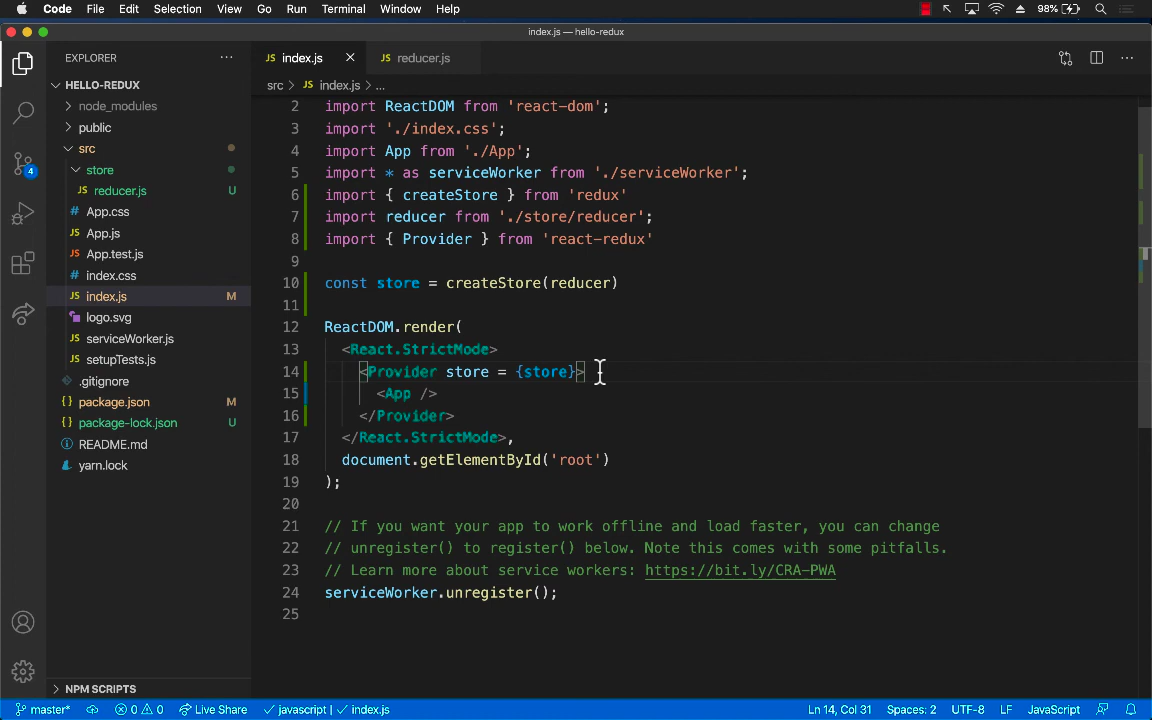 Code File Edit Selection View Go Run Terminal Window Help 98%
index.js — hello-redux
EXPLORER
index.js
reducer.js
HELLO-REDUX
src > JS index.js > ...
node_modules
public
src
store
JS reducer.js U
# App.css
JS App.js
JS App.test.js
# index.css
JS index.js M
logo.svg
JS serviceWorker.js
JS setupTests.js
.gitignore
{} package.json M
{} package-lock.json U
README.md
yarn.lock
NPM SCRIPTS
4
2 import ReactDOM from 'react-dom';
3 import './index.css';
4 import App from './App';
5 import * as serviceWorker from './serviceWorker';
6 import { createStore } from 'redux'
7 import reducer from './store/reducer';
8 import { Provider } from 'react-redux'
9
10 const store = createStore(reducer)
11
12 ReactDOM.render(
13 <React.StrictMode>
14 <Provider store = {store}>
15 <App />
16 </Provider>
17 </React.StrictMode>,
18 document.getElementById('root')
19 );
20
21 // If you want your app to work offline and load faster, you can change
22 // unregister() to register() below. Note this comes with some pitfalls.
23 // Learn more about service workers: https://bit.ly/CRA-PWA
24 serviceWorker.unregister();
25
master* 0 0 Live Share javascript | index.js Ln 14, Col 31 Spaces: 2 UTF-8 LF JavaScript